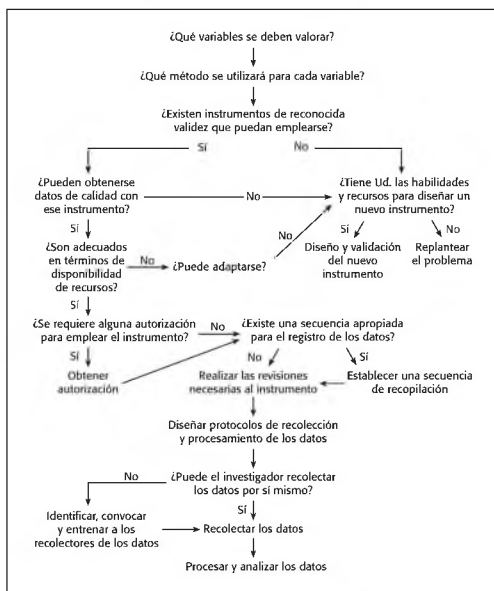 ¿Qué variables se deben valorar?
¿Qué método se utilizará para cada variable?
¿Existen instrumentos de reconocida
validez que puedan emplearse?
Sí
No
¿Pueden obtenerse
datos de calidad con
ese instrumento?
No
¿Tiene Ud. las habilidades
y recursos para diseñar un
nuevo instrumento?
Sí
No
Sí
No
¿Son adecuados
en términos de
disponibilidad
de recursos?
No
¿Puede adaptarse?
Diseño y validación
del nuevo
instrumento
Replantear
el problema
Sí
¿Se requiere alguna autorización
para emplear el instrumento?
No
¿Existe una secuencia apropiada
para el registro de los datos?
Sí
No
Sí
Obtener
autorización
Realizar las revisiones
necesarias al instrumento
Establecer una secuencia
de recopilación
Diseñar protocolos de recolección
y procesamiento de los datos
No
¿Puede el investigador recolectar
los datos por sí mismo?
Sí
Identificar, convocar
y entrenar a los
recolectores de los datos
Recolectar los datos
Procesar y analizar los datos